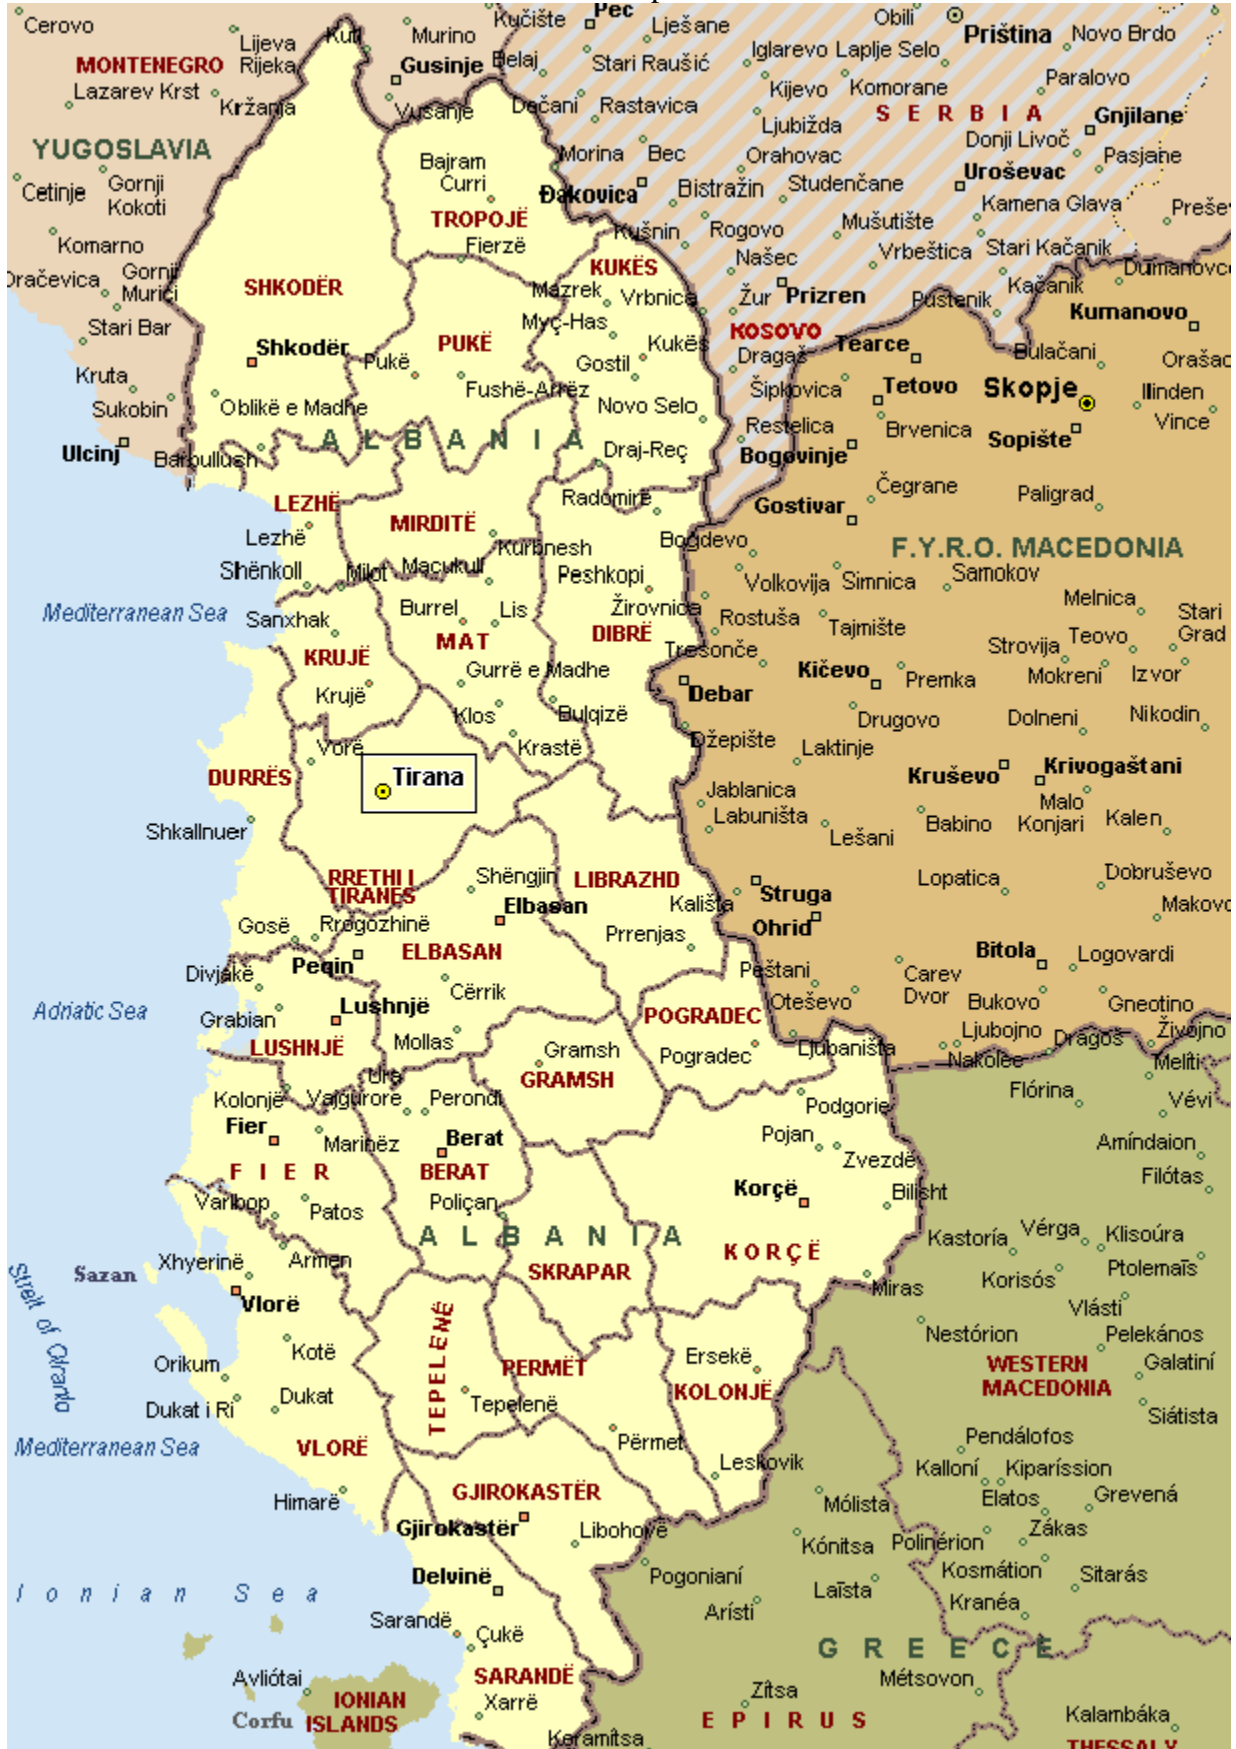 Cerovo
Kuti
Murino
Kučište
Pec
Lješane
Obili
Priština
Novo Brdo
Lijeva
Rijeka
MONTENEGRO
Gusinje
Belaj
Stari Raušić
Iglarevo
Laplje Selo
Lazarev Krst
Kržanja
Vusanje
Dečani
Rastavica
Kijevo
Komorane
Paralovo
SERBIA
Gnjilane
YUGOSLAVIA
Ljubižda
Donji Livoč
Bajram
Curri
Morina
Bec
Orahovac
Pasjane
Cetinje
Gornji
Kokoti
Đakovica
Bistražin
Studenčane
Uroševac
TROPOJË
Kamena Glava
Fierzë
Kušnin
Rogovo
Mušutište
Komarno
KUKËS
Našec
Vrbeštica
Stari Kačanik
Dumanovce
Gornji
Murići
SHKODËR
Mazrek
Vrbnica
Žur
Prizren
Pustenik
Kačanik
Kumanovo
Stari Bar
Myç-Has
KOSOVO
Shkodër
PUKË
Kukës
Tearce
Bulačani
Pukë
Gostil
Dragaš
Kruta
Fushë-Arrëz
Šipkovica
Tetovo
Skopje
Ilinden
Sukobin
Oblikë e Madhe
Novo Selo
Vince
Restelica
Brvenica
Sopište
Ulcinj
Barbullush
ALBANIA
Draj-Reç
Bogovinje
LEZHË
MIRDITË
Radomirë
Čegrane
Paligrad
Gostivar
Lezhë
Kurbnesh
Bogdevo
F.Y.R.O. MACEDONIA
Shënkoll
Milot
Macukull
Peshkopi
Volkovija
Simnica
Samokov
Mediterranean Sea
Sanxhak
Burrel
Lis
Žirovnica
Rostuša
Tajmište
Melnica
Stari
Grad
MAT
DIBRË
Teovo
KRUJË
Tresonče
Strovija
Gurrë e Madhe
Kičevo
Premka
Mokreni
Izvor
Krujë
Debar
Klos
Bulqizë
Drugovo
Dolneni
Nikodin
Vorë
Krastë
Džepište
Laktinje
DURRËS
Tirana
Kruševo
Krivogaštani
Jablanica
Malo
Konjari
Shkallnuer
Labuništa
Lešani
Babino
Kalen
RRETHI I
TIRANES
Shëngjin
LIBRAZHD
Lopatica
Dobruševo
Elbasan
Kališta
Struga
Gosë
Rrogozhinë
Ohrid
ELBASAN
Prrenjas
Bitola
Logovardi
Divjakë
Peqin
Peštani
Cërrik
Carev
Dvor
Adriatic Sea
Grabian
Lushnjë
POGRADEC
Oteševo
Bukovo
Gneotino
LUSHNJË
Mollas
Gramsh
Pogradec
Ljubaništa
Ljubojno
Dragoš
Živojno
GRAMSH
Nakolec
Melíti
Kolonjë
Ura
Vajgurore
Perondi
Podgorie
Flórina
Vévi
Fier
Marinëz
Berat
Pojan
Amíndaion
FIER
BERAT
Zvezdë
Filótas
Varibop
Patos
Poliçan
Korçë
Bilisht
ALBANIA
Kastoría
Vérga
Klisoúra
Xhyerinë
Armen
SKRAPAR
KORÇË
Sazan
Korisós
Ptolemaïs
Strait of Otranto
Vlorë
Miras
Vlásti
TEPELENË
Nestórion
Pelekános
Kotë
Orikum
PERMËT
Ersekë
WESTERN
MACEDONIA
Galatiní
KOLONJË
Dukat i Ri
Dukat
Tepelenë
Siátista
Mediterranean Sea
VLORË
Përmet
Pendálofos
Leskovik
Kalloní
Kiparíssion
Himarë
GJIROKASTËR
Mólista
Elatos
Grevená
Gjirokastër
Libohovë
Kónitsa
Polinérion
Zákas
Delvinë
Pogonianí
Kosmátion
Sitarás
Ionian Sea
Laïsta
Sarandë
Arísti
Kranéa
Çukë
GREECE
Avliótai
SARANDË
Métsovon
IONIAN
ISLANDS
Xarrë
Zítsa
Corfu
EPIRUS
Kalambáka
Keramítsa
THESSALY